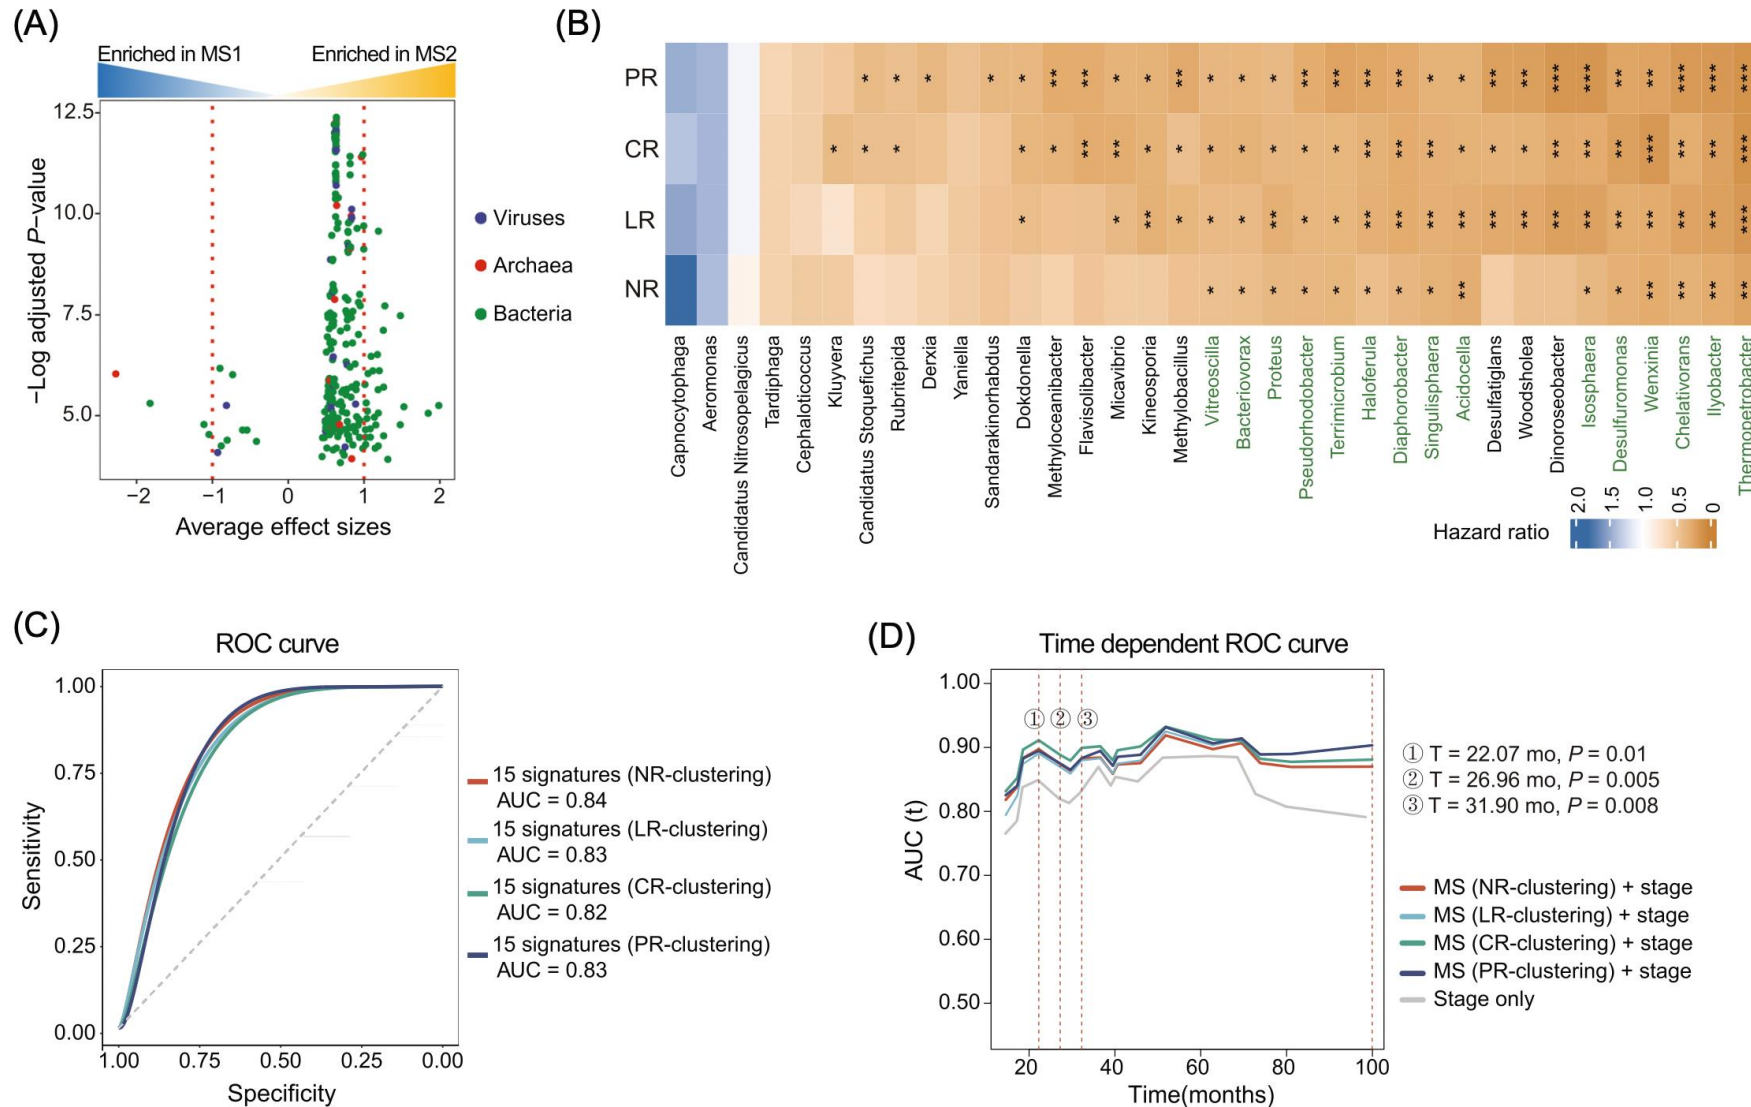 (A)
Enriched in MS1
Enriched in MS2
12.5
10.0
7.5
5.0
−Log adjusted P−value
−2
−1
0
1
2
Average effect sizes
Viruses
Archaea
Bacteria
(B)
PR
* * * * * ** ** * * ** * * * ** ** ** ** * * ** ** **** **** ** ** **** *** ****
CR
* * * * * ** ** * * * * * * * ** ** ** * * * ** ** ** *** ** ** ****
LR
* * ** * * * ** * * ** ** ** ** ** ** ** ** ** ** ** ** ***
NR
* * * * * * * * ** * * ** ** ** **
Capnocytophaga
Aeromonas
Candidatus Nitrosopelagicus
Tardiphaga
Cephaloticoccus
Kluyvera
Candidatus Stoquefichus
Rubritepida
Derxia
Yaniella
Sandarakinorhabdus
Dokdonella
Methyloceanibacter
Flavisolibacter
Micavibrio
Kineosporia
Methylobacillus
Vitreoscilla
Bacteriovorax
Proteus
Pseudorhodobacter
Terrimicrobium
Haloferula
Diaphorobacter
Singulisphaera
Acidocella
Desulfatiglans
Woodsholea
Dinoroseobacter
Isosphaera
Desulfuromonas
Wenxinia
Chelativorans
Ilyobacter
Thermopetrobacter
Hazard ratio
2.0
1.5
1.0
0.5
0
(C)
ROC curve
1.00
0.75
0.50
0.25
0.00
Sensitivity
1.00
0.75
0.50
0.25
0.00
Specificity
15 signatures (NR-clustering)
AUC = 0.84
15 signatures (LR-clustering)
AUC = 0.83
15 signatures (CR-clustering)
AUC = 0.82
15 signatures (PR-clustering)
AUC = 0.83
(D)
Time dependent ROC curve
1.00
0.90
0.80
0.70
0.60
0.50
AUC (t)
① ② ③
20
40
60
80
100
Time(months)
① T = 22.07 mo, P = 0.01
② T = 26.96 mo, P = 0.005
③ T = 31.90 mo, P = 0.008
MS (NR-clustering) + stage
MS (LR-clustering) + stage
MS (CR-clustering) + stage
MS (PR-clustering) + stage
Stage only